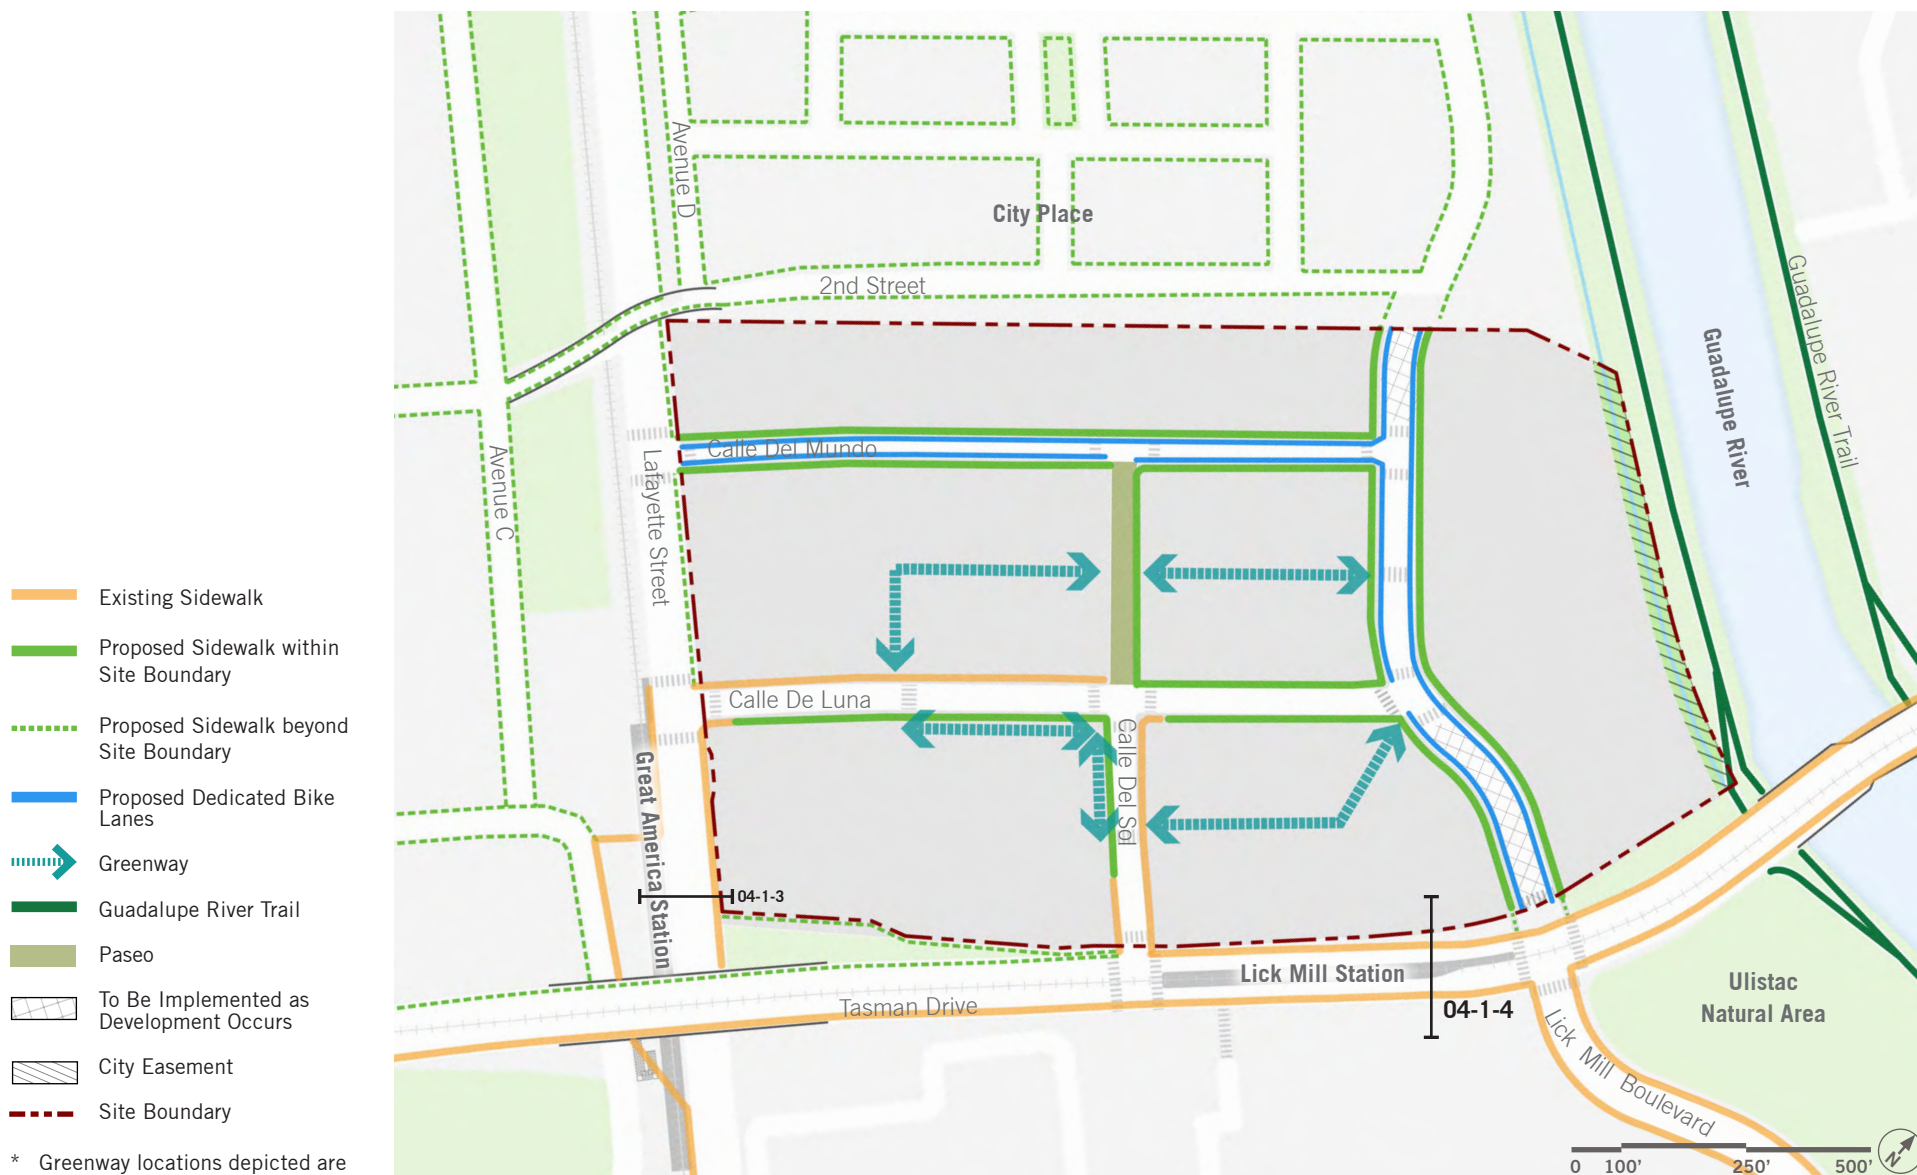 Existing Sidewalk
Proposed Sidewalk within
Site Boundary
Proposed Sidewalk beyond
Site Boundary
Proposed Dedicated Bike
Lanes
Greenway
Guadalupe River Trail
Paseo
To Be Implemented as
Development Occurs
City Easement
Site Boundary
* Greenway locations depicted are
Avenue D
City Place
2nd Street
Guadalupe River Trail
Guadalupe River
Avenue C
Lafayette Street
Calle Del Mundo
Calle De Luna
Calle Del Sol
Great America Station
04-1-3
Lick Mill Station
04-1-4
Tasman Drive
Ulistac
Natural Area
Lick Mill Boulevard
0 100' 250' 500'
N